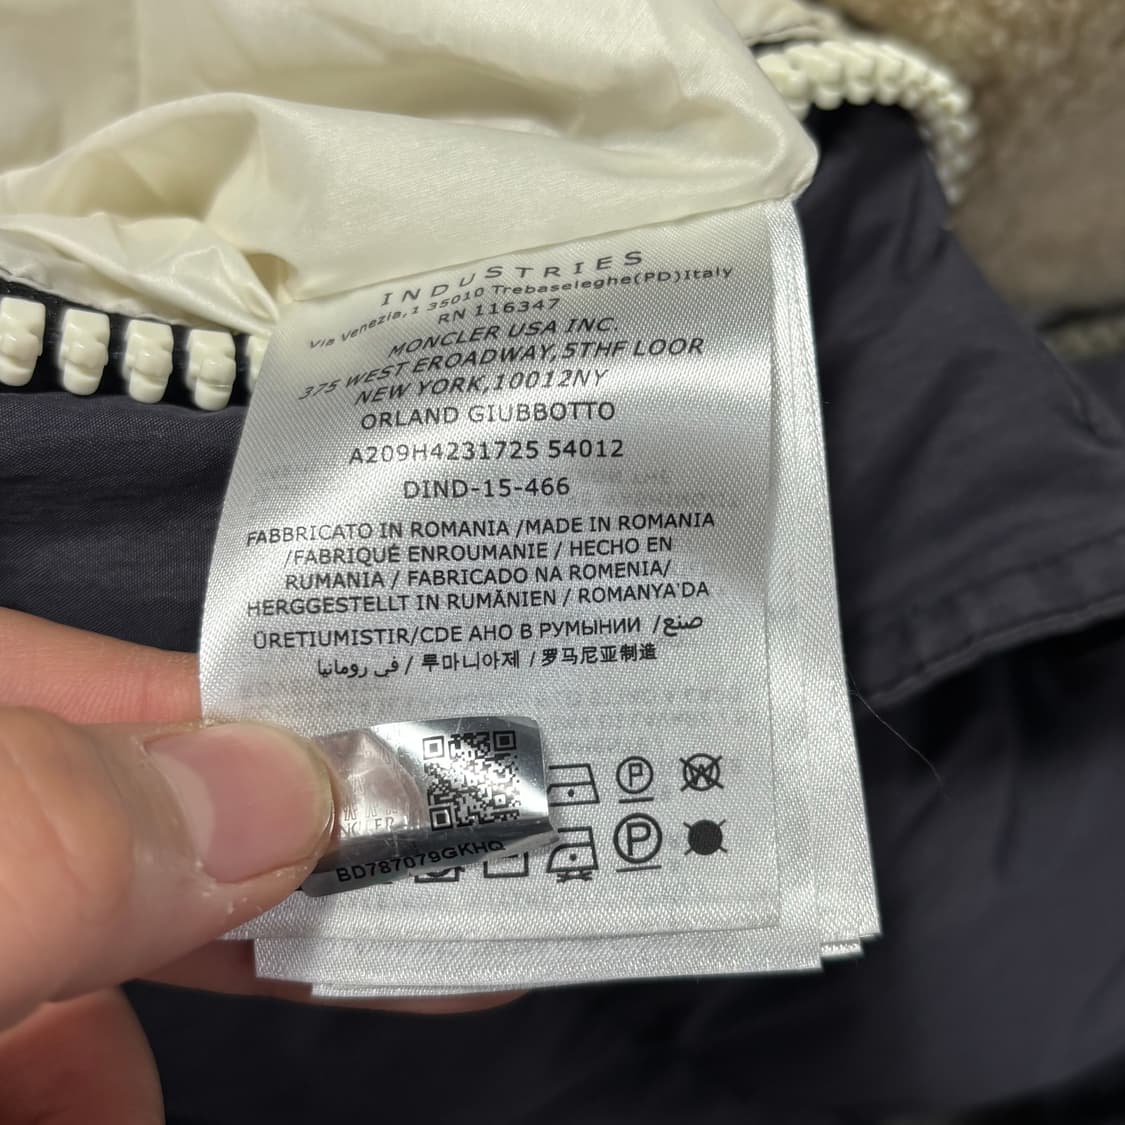 INDUSTRIES
Via Venezia,1 35010 Trebaseleghe(PD)Italy
RN 116347
MONCLER USA INC.
375 WEST EROADWAY,5THF LOOR
NEW YORK,10012NY
ORLAND GIUBBOTTO
A209H4231725 54012
DIND-15-466
FABBRICATO IN ROMANIA /MADE IN ROMANIA
/FABRIQUÉ ENROUMANIE / HECHO EN
RUMANIA / FABRICADO NA ROMENIA/
HERGGESTELLT IN RUMĂNIEN / ROMANYA'DA
ÜRETIUMISTIR/CDE AHO В РУМЫНИИ /صنع
في رومانيا / 루마니아제 / 罗马尼亚制造
P W
P
BD787079GKHQ